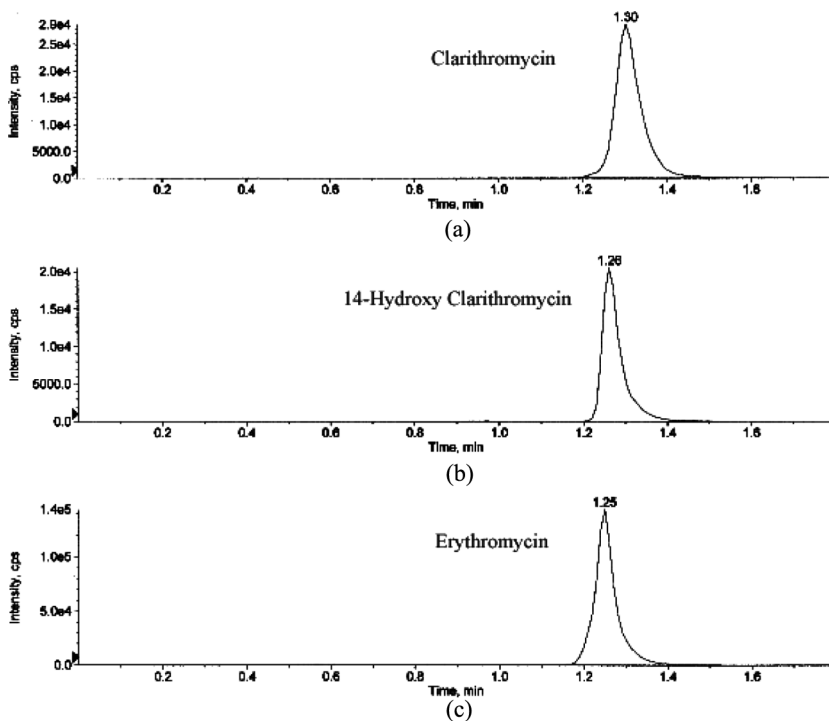 2.9e4
1.30
2.5e4
2.0e4
Clarithromycin
Intensity, cps
1.0e4
5000.0
0.0
0.2 0.4 0.6 0.8 1.0 1.2 1.4 1.6
Time, min
(a)
2.0e4
1.26
14-Hydroxy Clarithromycin
1.5e4
Intensity, cps
1.0e4
5000.0
0.0
0.2 0.4 0.6 0.8 1.0 1.2 1.4 1.6
Time, min
(b)
1.4e5
1.25
Erythromycin
1.0e5
Intensity, cps
5.0e4
0.0
0.2 0.4 0.6 0.8 1.0 1.2 1.4 1.6
Time, min
(c)